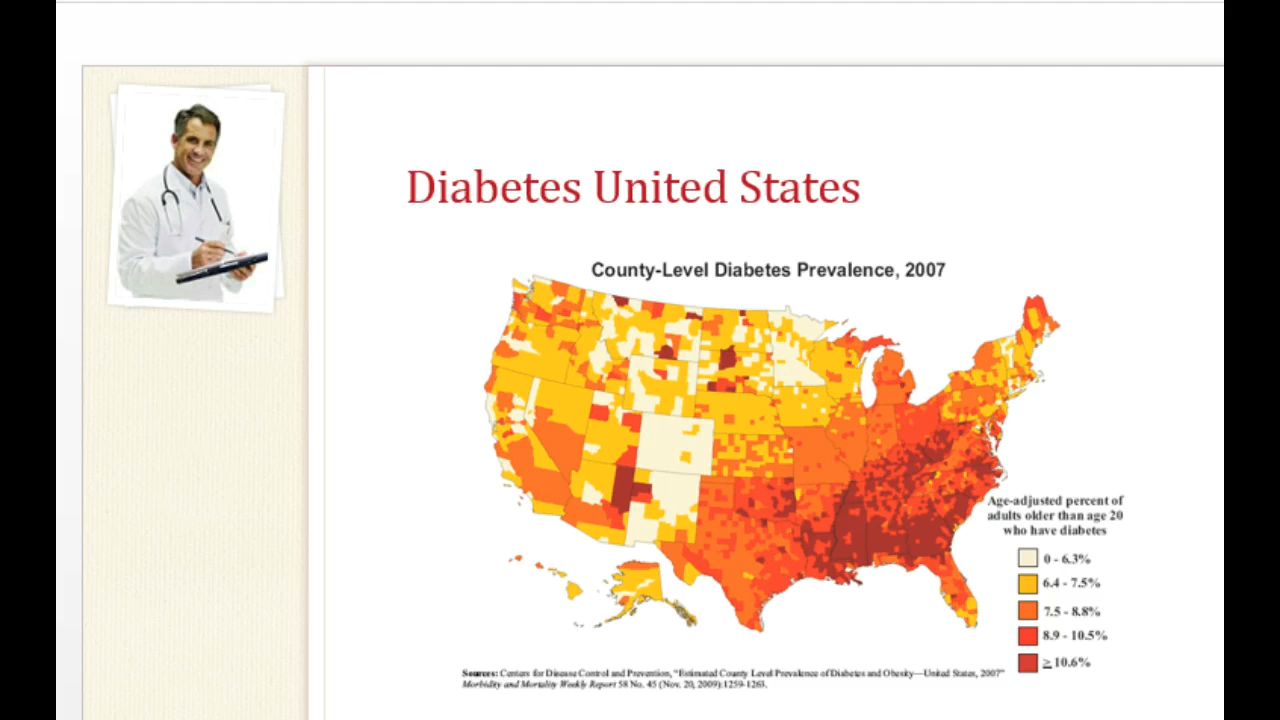 Diabetes United States
County-Level Diabetes Prevalence, 2007
Age-adjusted percent of
adults older than age 20
who have diabetes
0 - 6.3%
6.4 - 7.5%
7.5 - 8.8%
8.9 - 10.5%
≥ 10.6%
Sources: Centers for Disease Control and Prevention, "Estimated County Level Prevalence of Diabetes and Obesity—United States, 2007"
Morbidity and Mortality Weekly Report 58 No. 45 (Nov. 20, 2009):1259-1263.